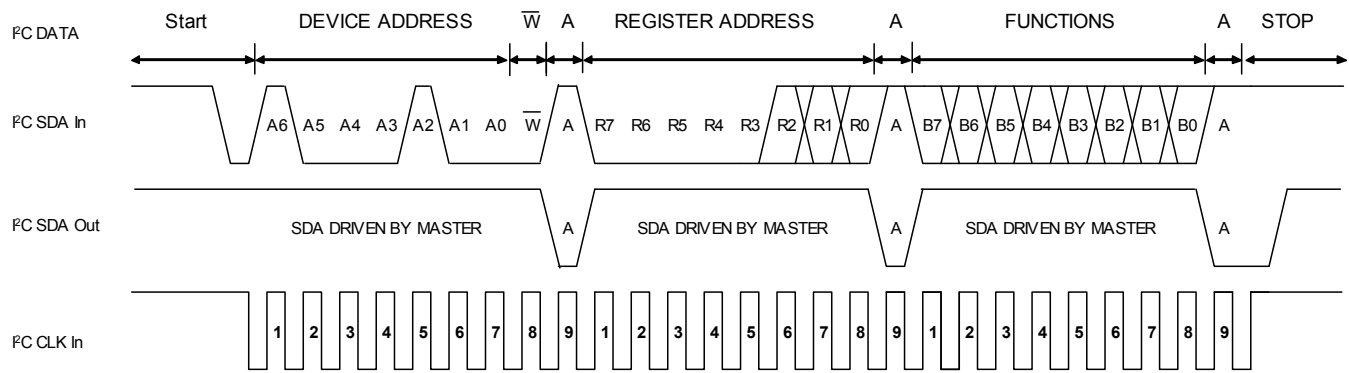 I²C DATA Start DEVICE ADDRESS W̅ A REGISTER ADDRESS A FUNCTIONS A STOP
I²C SDA In A6 A5 A4 A3 A2 A1 A0 W̅ A R7 R6 R5 R4 R3 R2 R1 R0 A B7 B6 B5 B4 B3 B2 B1 B0 A
I²C SDA Out SDA DRIVEN BY MASTER A SDA DRIVEN BY MASTER A SDA DRIVEN BY MASTER A
I²C CLK In 1 2 3 4 5 6 7 8 9 1 2 3 4 5 6 7 8 9 1 2 3 4 5 6 7 8 9